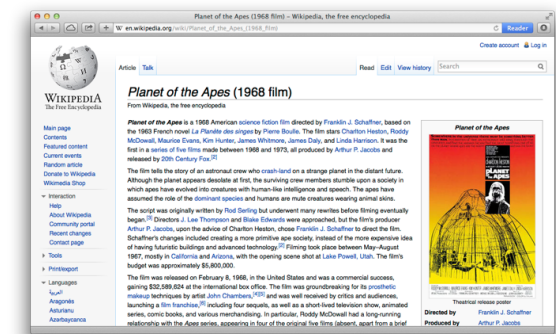 Planet of the Apes (1968 film) – Wikipedia, the free encyclopedia
W en.wikipedia.org/wiki/Planet_of_the_Apes_(1968_film)
Reader
Create account Log in
Article Talk
Read Edit View history
Search
WIKIPEDIA
The Free Encyclopedia
Main page
Contents
Featured content
Current events
Random article
Donate to Wikipedia
Wikimedia Shop
Interaction
Help
About Wikipedia
Community portal
Recent changes
Contact page
Tools
Print/export
Languages
العربية
Aragonés
Asturianu
Azərbaycanca
Planet of the Apes (1968 film)
From Wikipedia, the free encyclopedia
Planet of the Apes is a 1968 American science fiction film directed by Franklin J. Schaffner, based on
the 1963 French novel La Planète des singes by Pierre Boulle. The film stars Charlton Heston, Roddy
McDowall, Maurice Evans, Kim Hunter, James Whitmore, James Daly, and Linda Harrison. It was the
first in a series of five films made between 1968 and 1973, all produced by Arthur P. Jacobs and
released by 20th Century Fox.[2]
The film tells the story of an astronaut crew who crash-land on a strange planet in the distant future.
Although the planet appears desolate at first, the surviving crew members stumble upon a society in
which apes have evolved into creatures with human-like intelligence and speech. The apes have
assumed the role of the dominant species and humans are mute creatures wearing animal skins.
The script was originally written by Rod Serling but underwent many rewrites before filming eventually
began.[3] Directors J. Lee Thompson and Blake Edwards were approached, but the film's producer
Arthur P. Jacobs, upon the advice of Charlton Heston, chose Franklin J. Schaffner to direct the film.
Schaffner's changes included creating a more primitive ape society, instead of the more expensive idea
of having futuristic buildings and advanced technology.[2] Filming took place between May–August
1967, mostly in California and Arizona, with the opening scene shot at Lake Powell, Utah. The film's
budget was approximately $5,800,000.
The film was released on February 8, 1968, in the United States and was a commercial success,
gaining $32,589,624 at the international box office. The film was groundbreaking for its prosthetic
makeup techniques by artist John Chambers,[4][5] and was well received by critics and audiences,
launching a film franchise,[6] including four sequels, as well as a short-lived television show, animated
series, comic books, and various merchandising. In particular, Roddy McDowall had a long-running
relationship with the Apes series, appearing in four of the original five films (absent, apart from a brief
Planet of the Apes
CHARLTON
HESTON
PLANET
OF THE
APES
Theatrical release poster
Directed by Franklin J. Schaffner
Produced by Arthur P. Jacobs